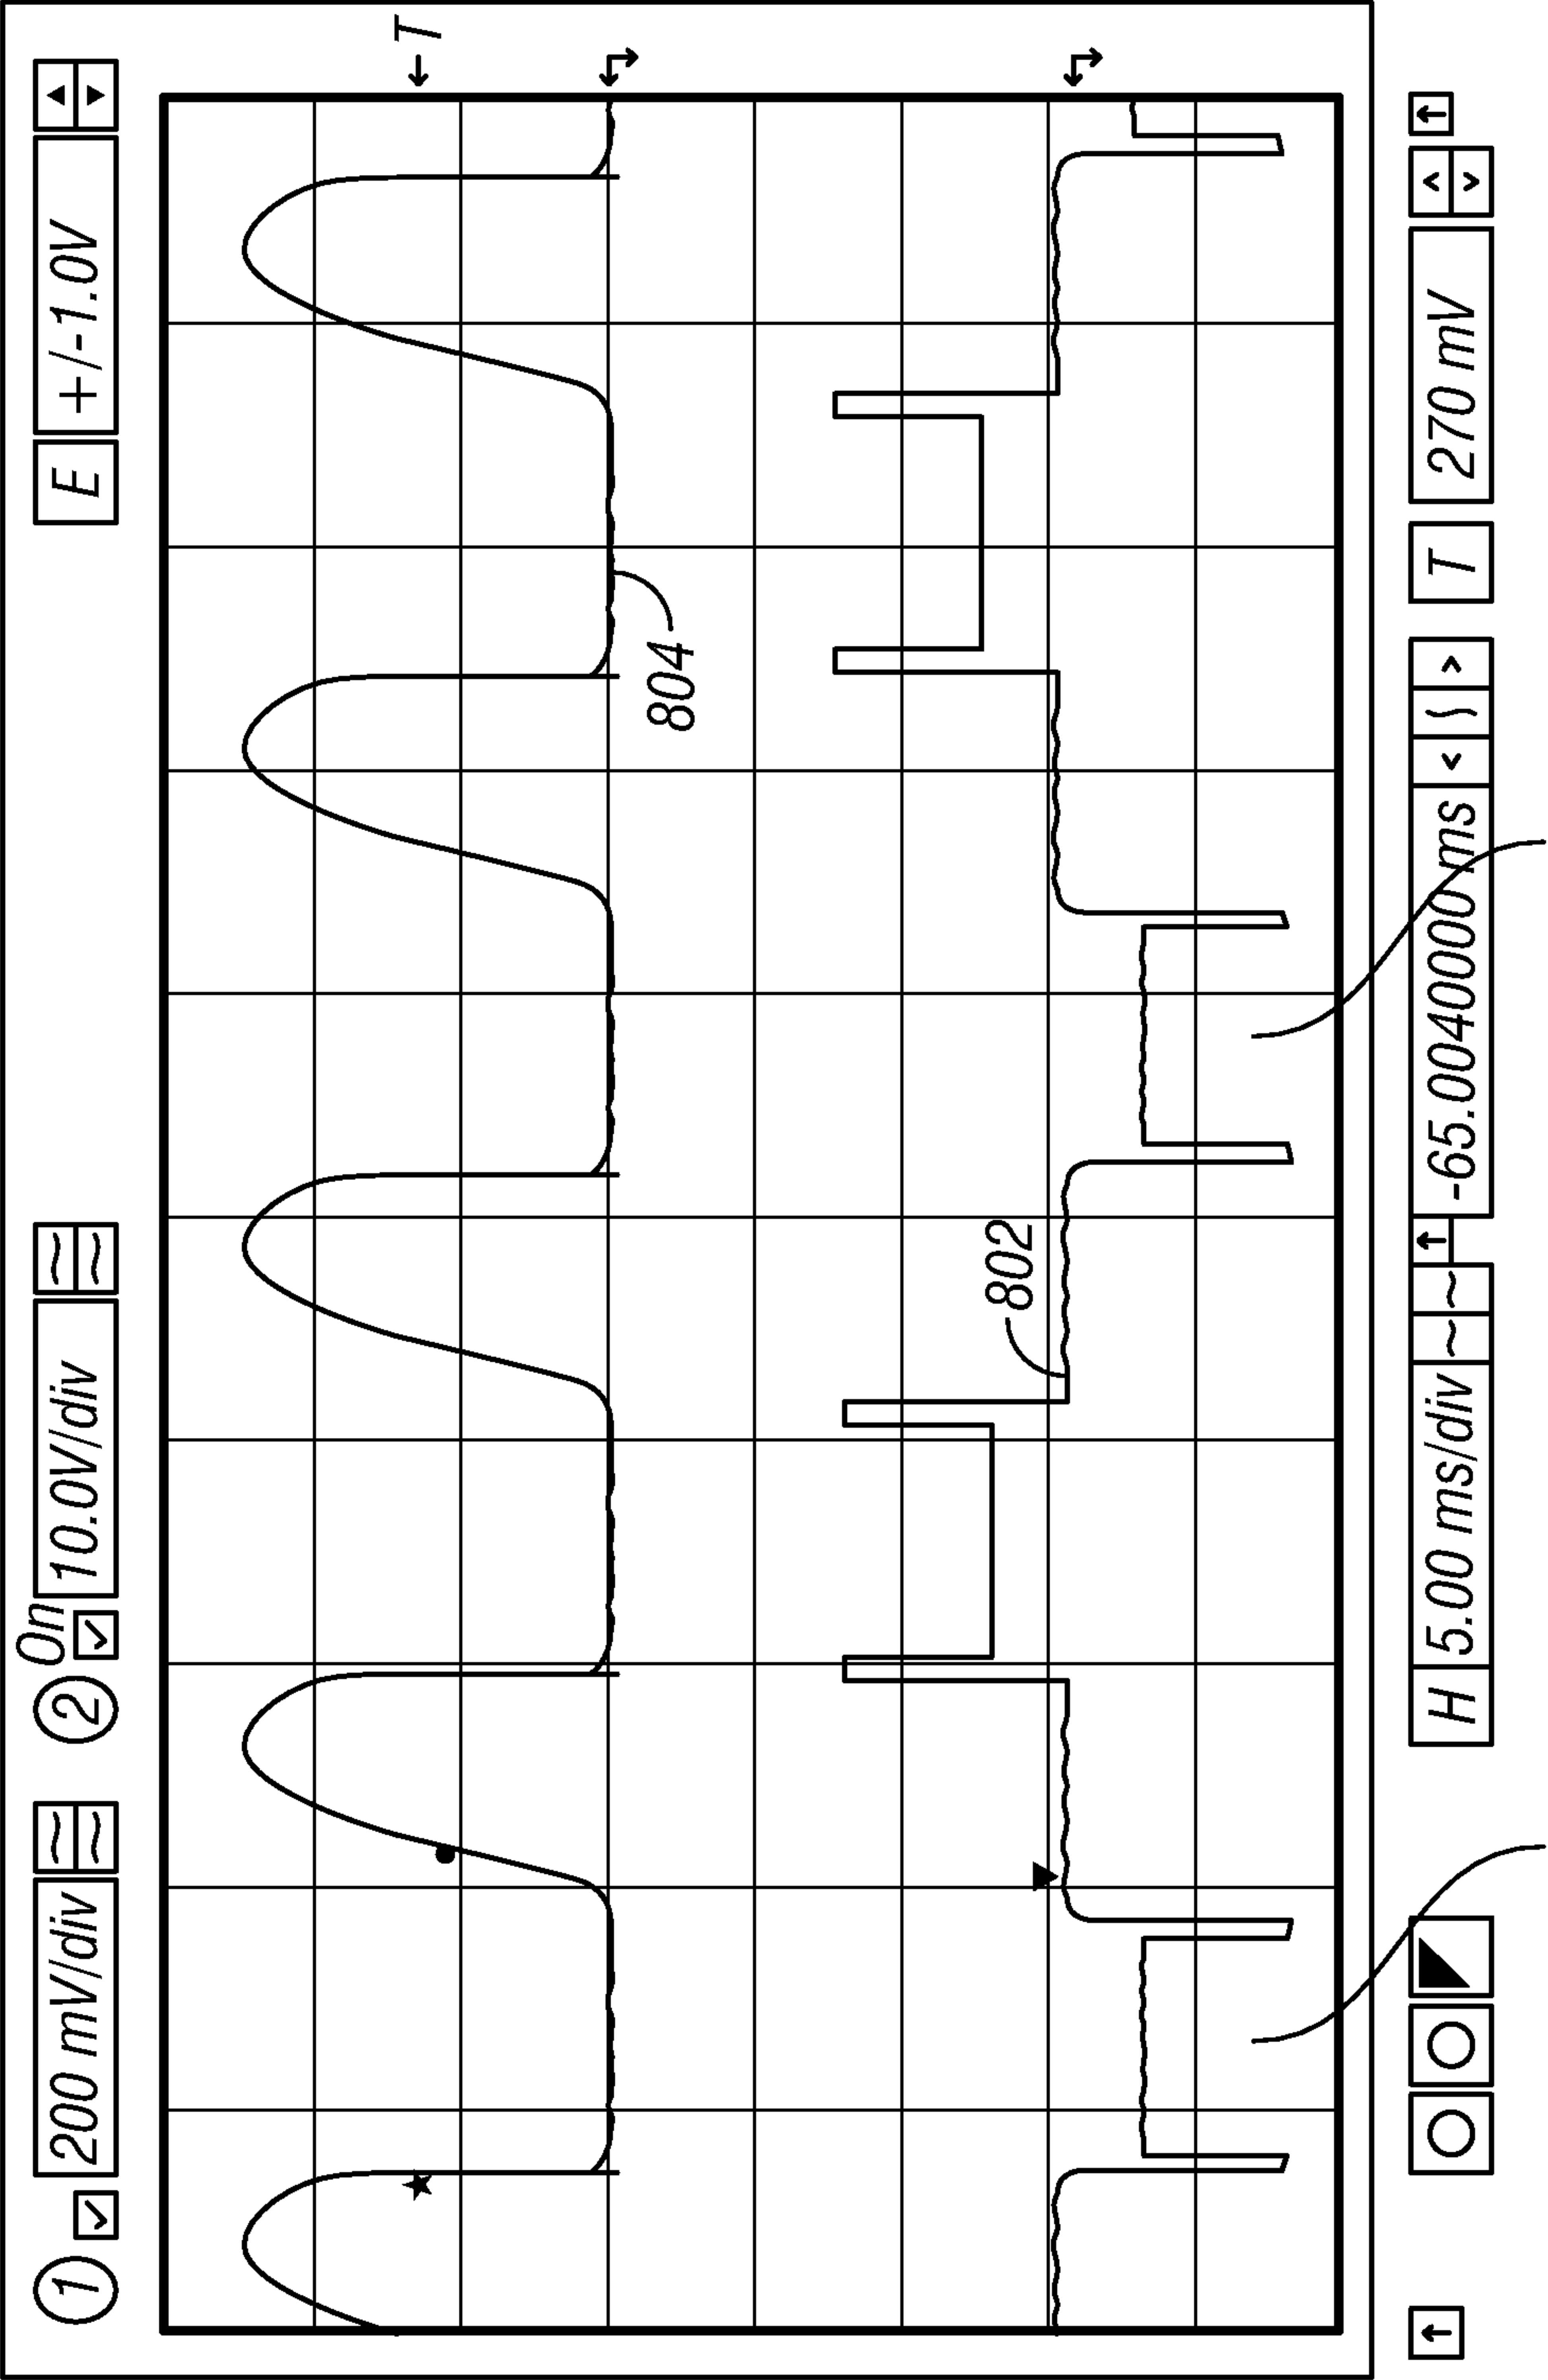 1 200 mV/div 2 On 10.0V/div E +/-1.0V
T
804
802
H 5.00 ms/div -65.0040000 ms T 270 mV